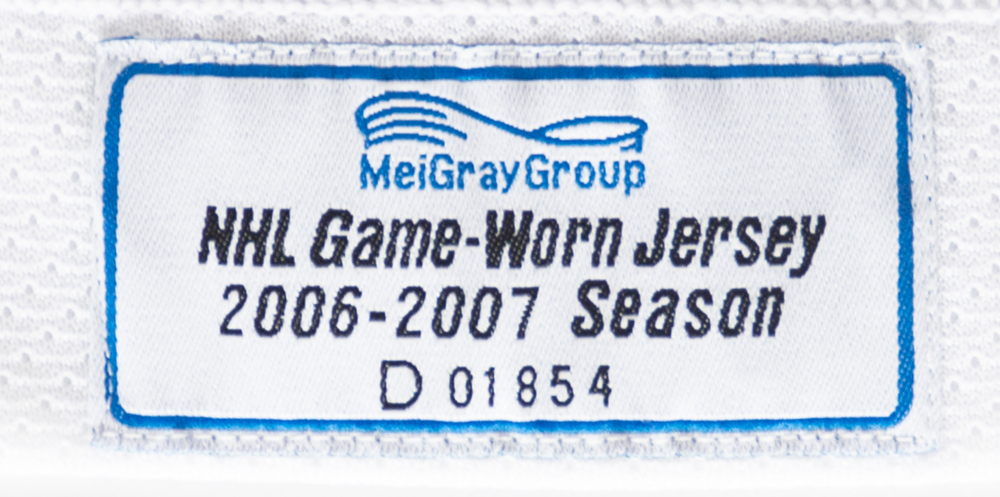 MeiGrayGroup
NHL Game-Worn Jersey
2006-2007 Season
D 01854